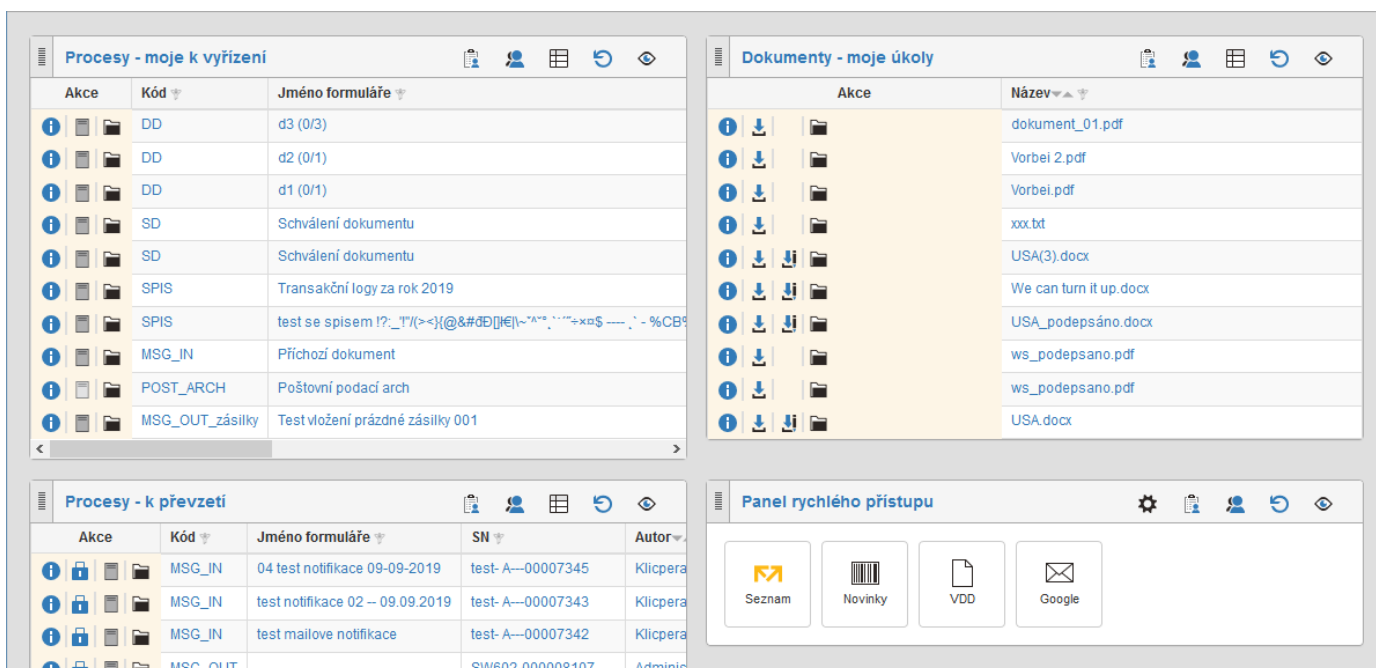 Procesy - moje k vyřízení
Akce Kód Jméno formuláře
DD d3 (0/3)
DD d2 (0/1)
DD d1 (0/1)
SD Schválení dokumentu
SD Schválení dokumentu
SPIS Transakční logy za rok 2019
SPIS test se spisem
MSG_IN Příchozí dokument
POST_ARCH Poštovní podací arch
MSG_OUT_zásilky Test vložení prázdné zásilky 001
Dokumenty - moje úkoly
Akce Název
dokument_01.pdf
Vorbei 2.pdf
Vorbei.pdf
xxx.txt
USA(3).docx
We can turn it up.docx
USA_podepsáno.docx
ws_podepsano.pdf
ws_podepsano.pdf
USA.docx
Procesy - k převzetí
Akce Kód Jméno formuláře SN Autor
MSG_IN 04 test notifikace 09-09-2019 test- A---00007345 Klicpera
MSG_IN test notifikace 02 -- 09.09.2019 test- A---00007343 Klicpera
MSG_IN test mailove notifikace test- A---00007342 Klicpera
MSG_OUT SW602-000008107 Adminis
Panel rychlého přístupu
Seznam Novinky VDD Google